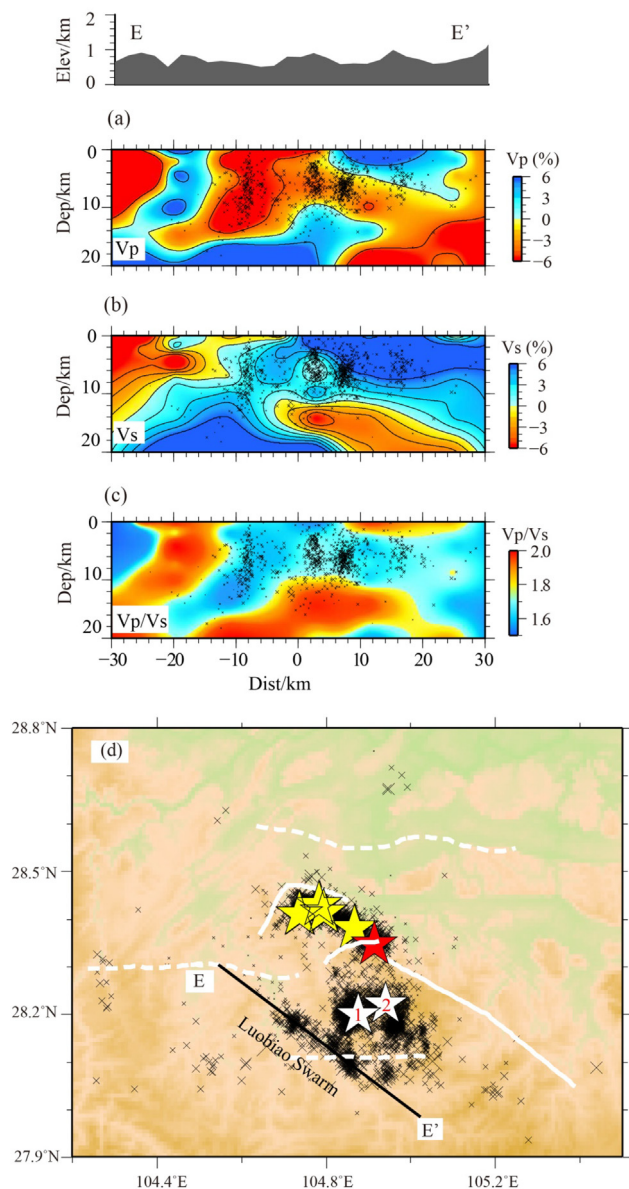 E E’
Elev/km
2
1
0
(a)
Vp (%)
6
3
0
−3
−6
Dep/km
0
10
20
Vp
(b)
Vs (%)
6
3
0
−3
−6
Dep/km
0
10
20
Vs
(c)
Vp/Vs
2.0
1.8
1.6
Dep/km
0
10
20
Vp/Vs
−30 −20 −10 0 10 20 30
Dist/km
28.8°N
(d)
28.5°N
28.2°N
27.9°N
E
1
2
Luobiao Swarm
E’
104.4°E 104.8°E 105.2°E